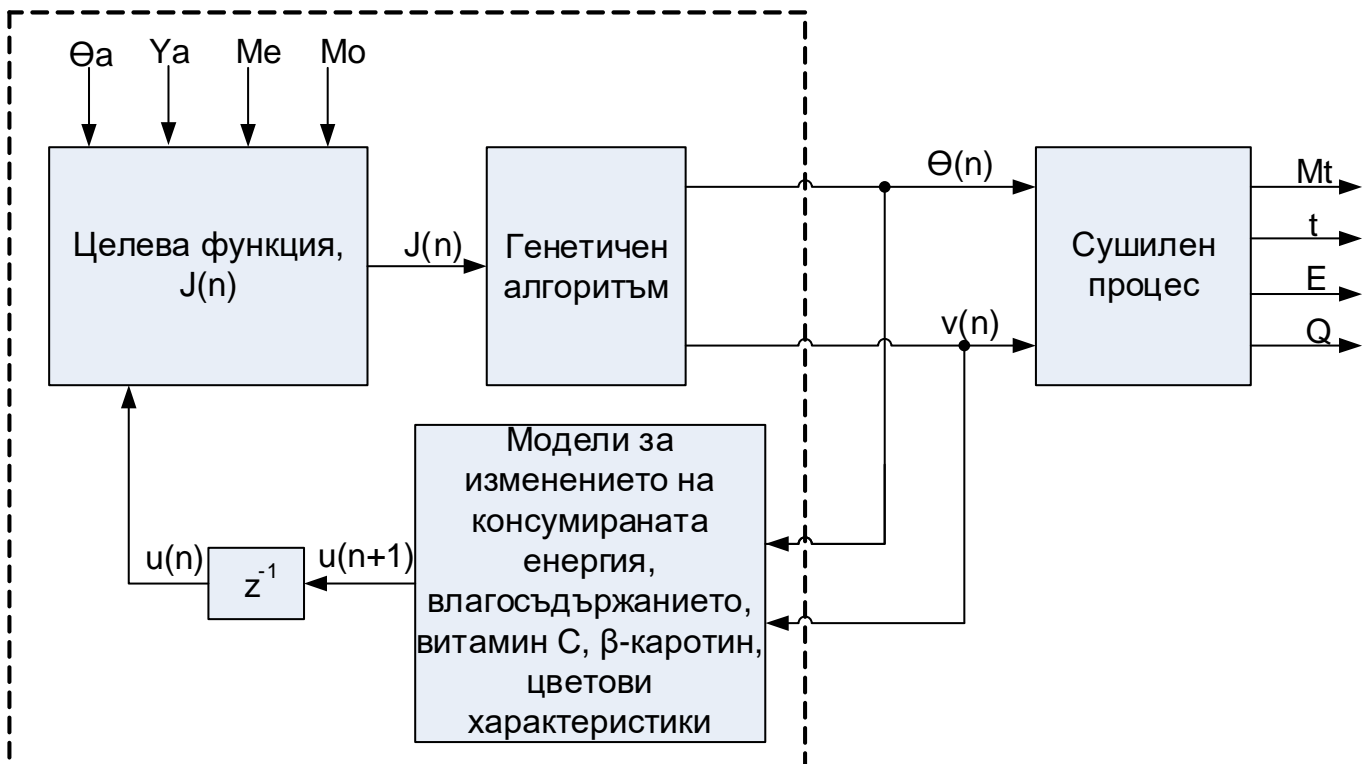 Ɵa
Ya
Me
Mo
Целева функция,
J(n)
J(n)
Генетичен
алгоритъм
Ɵ(n)
v(n)
Сушилен
процес
Mt
t
E
Q
Модели за
изменението на
консумираната
енергия,
влагосъдържанието,
витамин С, β-каротин,
цветови
характеристики
u(n+1)
z⁻¹
u(n)